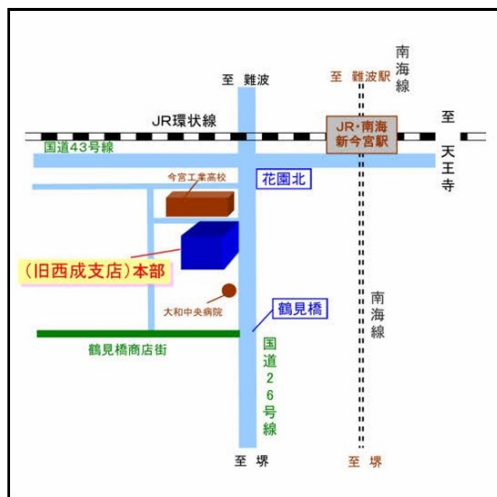 南海線
至 難波
至 難波駅
JR環状線
JR・南海
新今宮駅
至 天王寺
国道43号線
今宮工業高校
花園北
(旧西成支店)本部
大和中央病院
鶴見橋
南海線
鶴見橋商店街
国道26号線
至 堺
至 堺